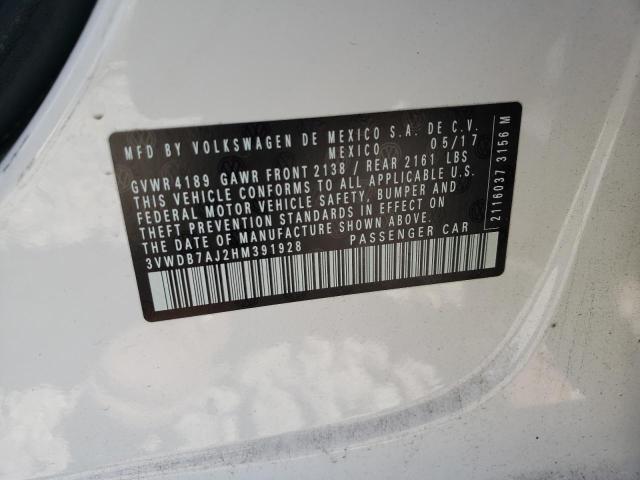 MFD BY VOLKSWAGEN DE MEXICO S.A. DE C.V.
MEXICO 05/17
GVWR 4189 GAWR FRONT 2138 / REAR 2161 LBS
THIS VEHICLE CONFORMS TO ALL APPLICABLE U.S.
FEDERAL MOTOR VEHICLE SAFETY, BUMPER AND
THEFT PREVENTION STANDARDS IN EFFECT ON
THE DATE OF MANUFACTURE SHOWN ABOVE.
3VWDB7AJ2HM391928 PASSENGER CAR
2116037 3156 M